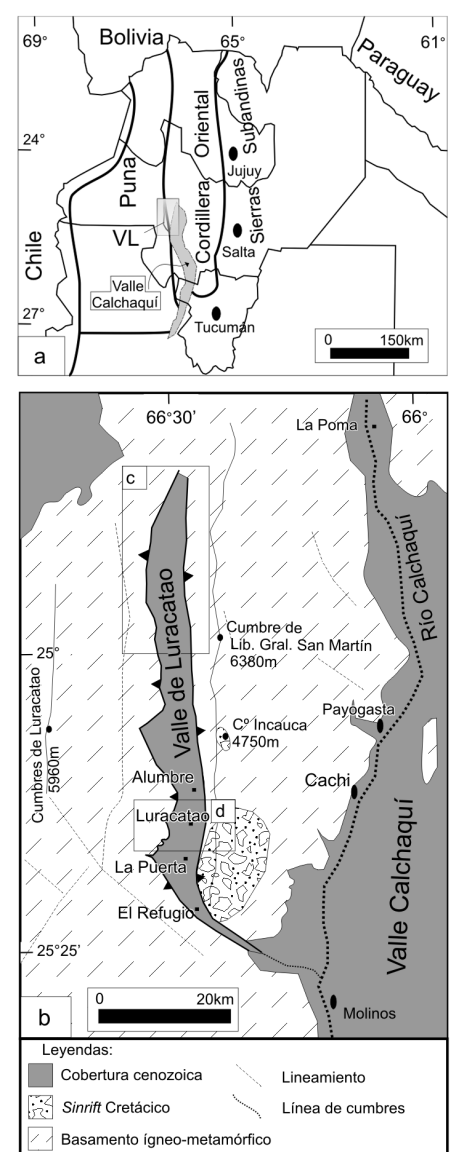 69°
65°
61°
Bolivia
Paraguay
24°
Puna
Oriental
Subandinas
Jujuy
Cordillera
Sierras
VL
Salta
Chile
Valle
Calchaquí
27°
Tucumán
0 150km
a
66°30'
66°
La Poma
c
Río Calchaquí
Valle de Luracatao
Cumbre de
Lib. Gral. San Martín
6380m
25°
Cumbres de Luracatao
5960m
Payogasta
Cº Incauca
4750m
Alumbre
Cachi
d
Luracatao
La Puerta
Valle Calchaquí
El Refugio
25°25'
0 20km
b
Molinos
Leyendas:
Cobertura cenozoica
Lineamiento
Sinrift Cretácico
Línea de cumbres
Basamento ígneo-metamórfico